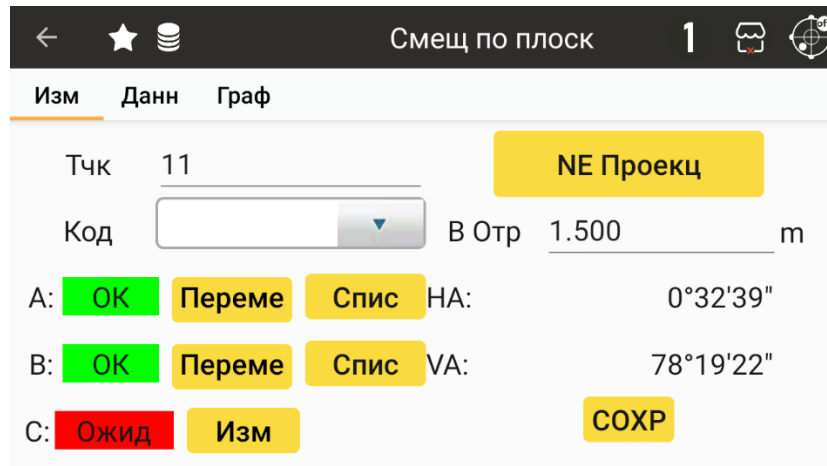 Смещ по плоск 1
Изм Данн Граф
Тчк 11 NE Проекц
Код В Отр 1.500 m
A: OK Переме Спис HA: 0°32'39"
B: OK Переме Спис VA: 78°19'22"
C: Ожид Изм СОХР